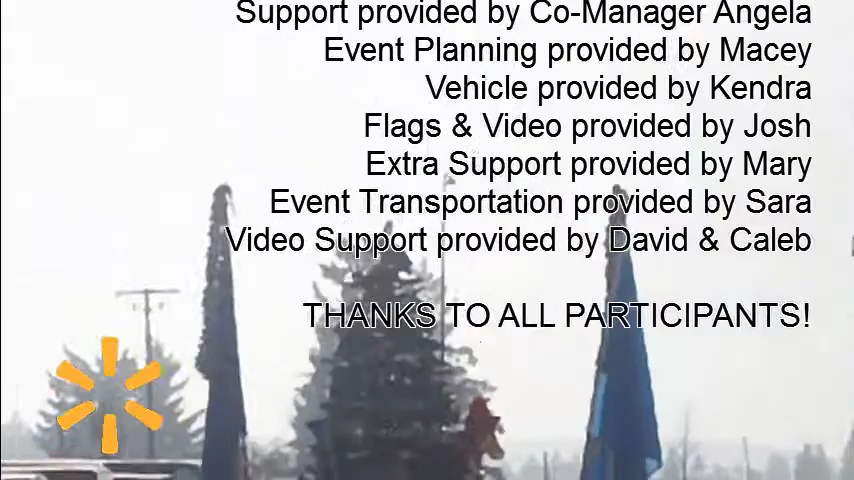 Support provided by Co-Manager Angela
Event Planning provided by Macey
Vehicle provided by Kendra
Flags & Video provided by Josh
Extra Support provided by Mary
Event Transportation provided by Sara
Video Support provided by David & Caleb
THANKS TO ALL PARTICIPANTS!